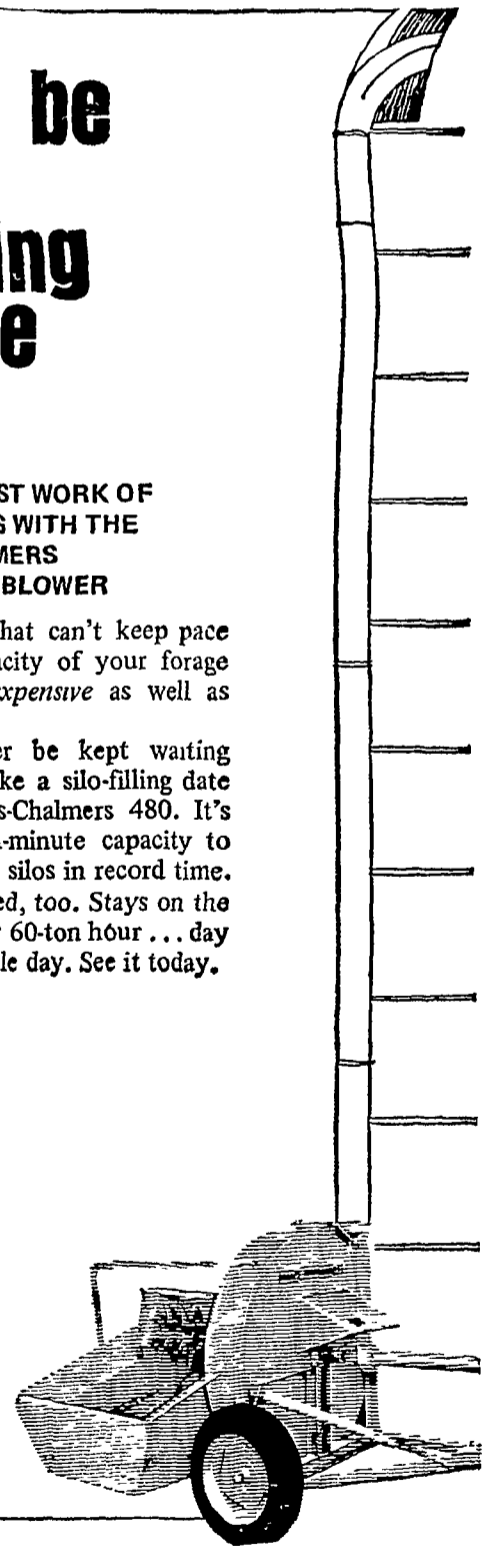 be
ing
e
ST WORK OF
S WITH THE
MERS
BLOWER
hat can't keep pace
acity of your forage
xpensive as well as
er be kept waiting
ke a silo-filling date
s-Chalmers 480. It's
-minute capacity to
silos in record time.
ed, too. Stays on the
60-ton hour ... day
le day. See it today.